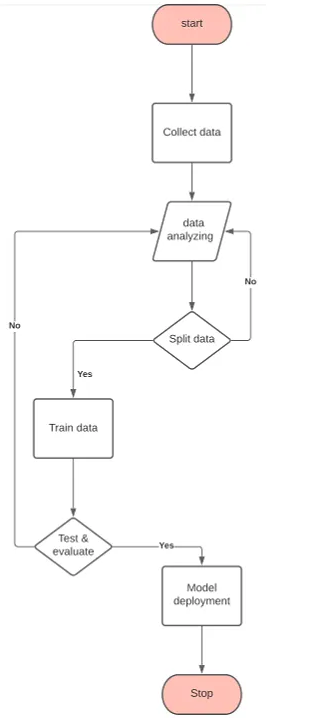 start
Collect data
data
analyzing
No
Split data
No
Yes
Train data
Test &
evaluate
Yes
Model
deployment
Stop